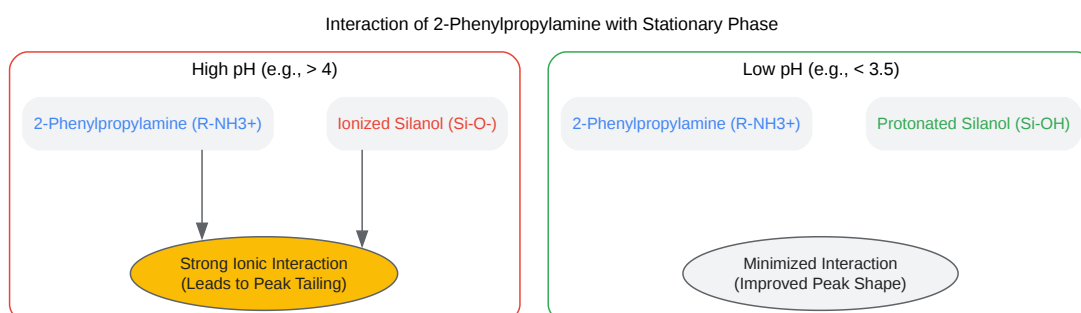 Interaction of 2-Phenylpropylamine with Stationary Phase
High pH (e.g., > 4)
2-Phenylpropylamine (R-NH3+)
Ionized Silanol (Si-O-)
Strong Ionic Interaction
(Leads to Peak Tailing)
Low pH (e.g., < 3.5)
2-Phenylpropylamine (R-NH3+)
Protonated Silanol (Si-OH)
Minimized Interaction
(Improved Peak Shape)